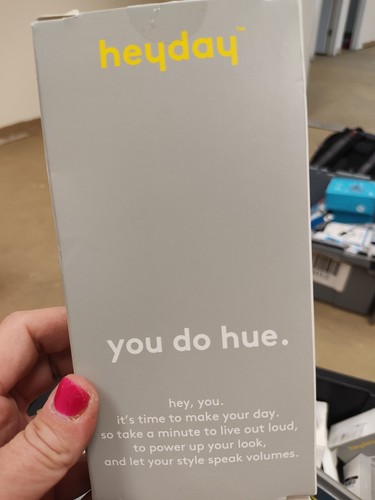 heyday™
you do hue.
hey, you.
it's time to make your day.
so take a minute to live out loud,
to power up your look,
and let your style speak volumes.